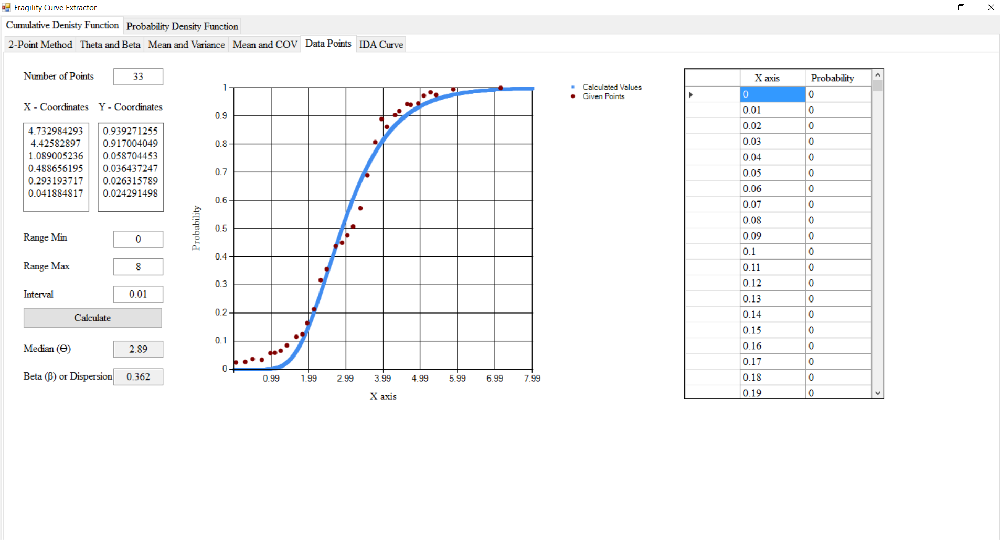 Fragility Curve Extractor
Cumulative Denisty Function Probability Density Function
2-Point Method Theta and Beta Mean and Variance Mean and COV Data Points IDA Curve
Number of Points 33
X - Coordinates Y - Coordinates
4.732984293 0.939271255
4.42582897 0.917004049
1.089005236 0.058704453
0.488656195 0.036437247
0.293193717 0.026315789
0.041884817 0.024291498
Range Min 0
Range Max 8
Interval 0.01
Calculate
Median (Θ) 2.89
Beta (β) or Dispersion 0.362
Probability
1
0.9
0.8
0.7
0.6
0.5
0.4
0.3
0.2
0.1
0
0.99 1.99 2.99 3.99 4.99 5.99 6.99 7.99
X axis
Calculated Values
Given Points
X axis Probability
0 0
0.01 0
0.02 0
0.03 0
0.04 0
0.05 0
0.06 0
0.07 0
0.08 0
0.09 0
0.1 0
0.11 0
0.12 0
0.13 0
0.14 0
0.15 0
0.16 0
0.17 0
0.18 0
0.19 0